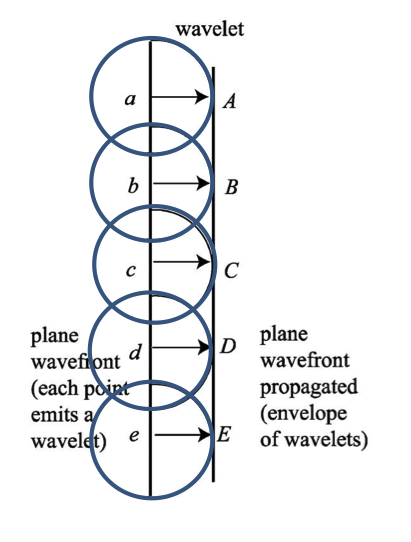 wavelet
a
A
b
B
c
C
d
D
e
E
plane
wavefront
(each point
emits a
wavelet)
plane
wavefront
propagated
(envelope
of wavelets)